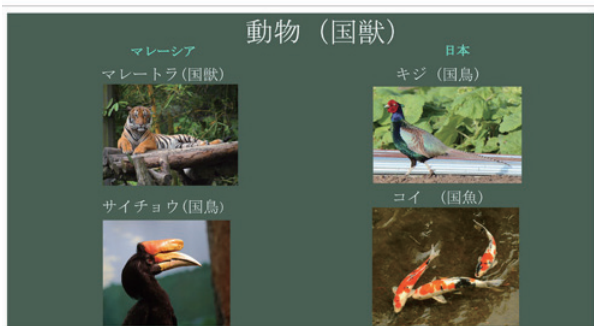 動物（国獣）
マレーシア
マレートラ(国獣)
サイチョウ(国鳥)
日本
キジ（国鳥）
コイ　（国魚）